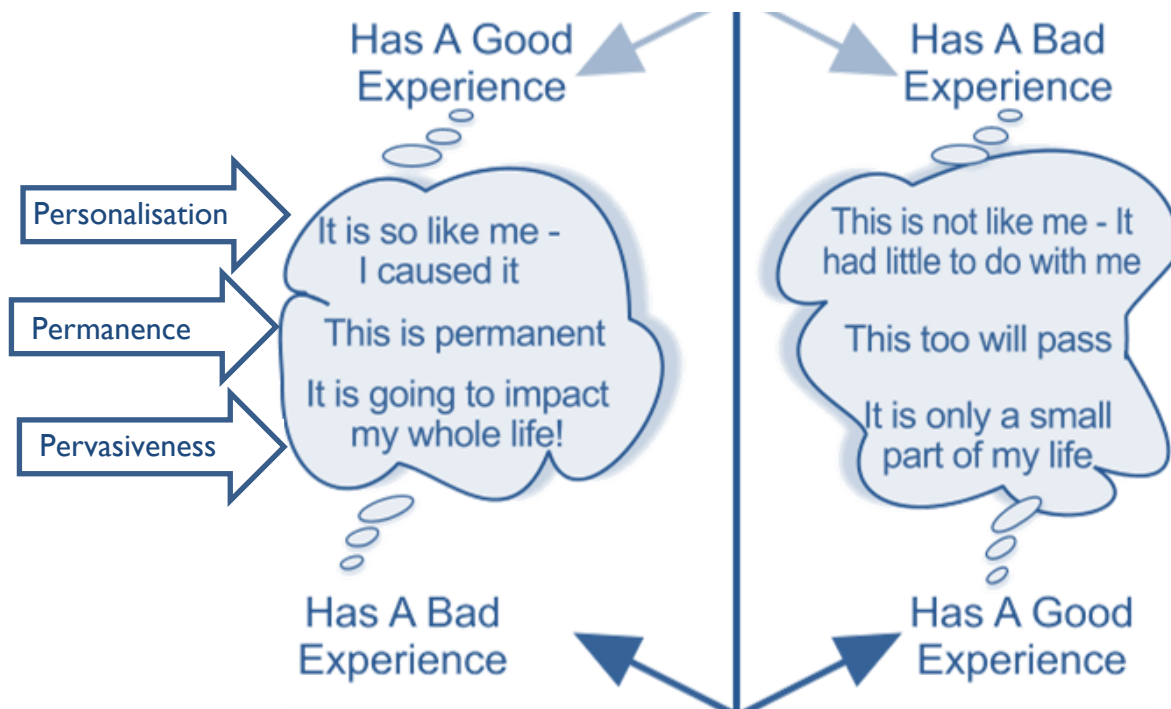 Has A Good
Experience
Has A Bad
Experience
Personalisation
It is so like me -
I caused it
This is not like me - It
had little to do with me
Permanence
This is permanent
This too will pass
Pervasiveness
It is going to impact
my whole life!
It is only a small
part of my life
Has A Bad
Experience
Has A Good
Experience